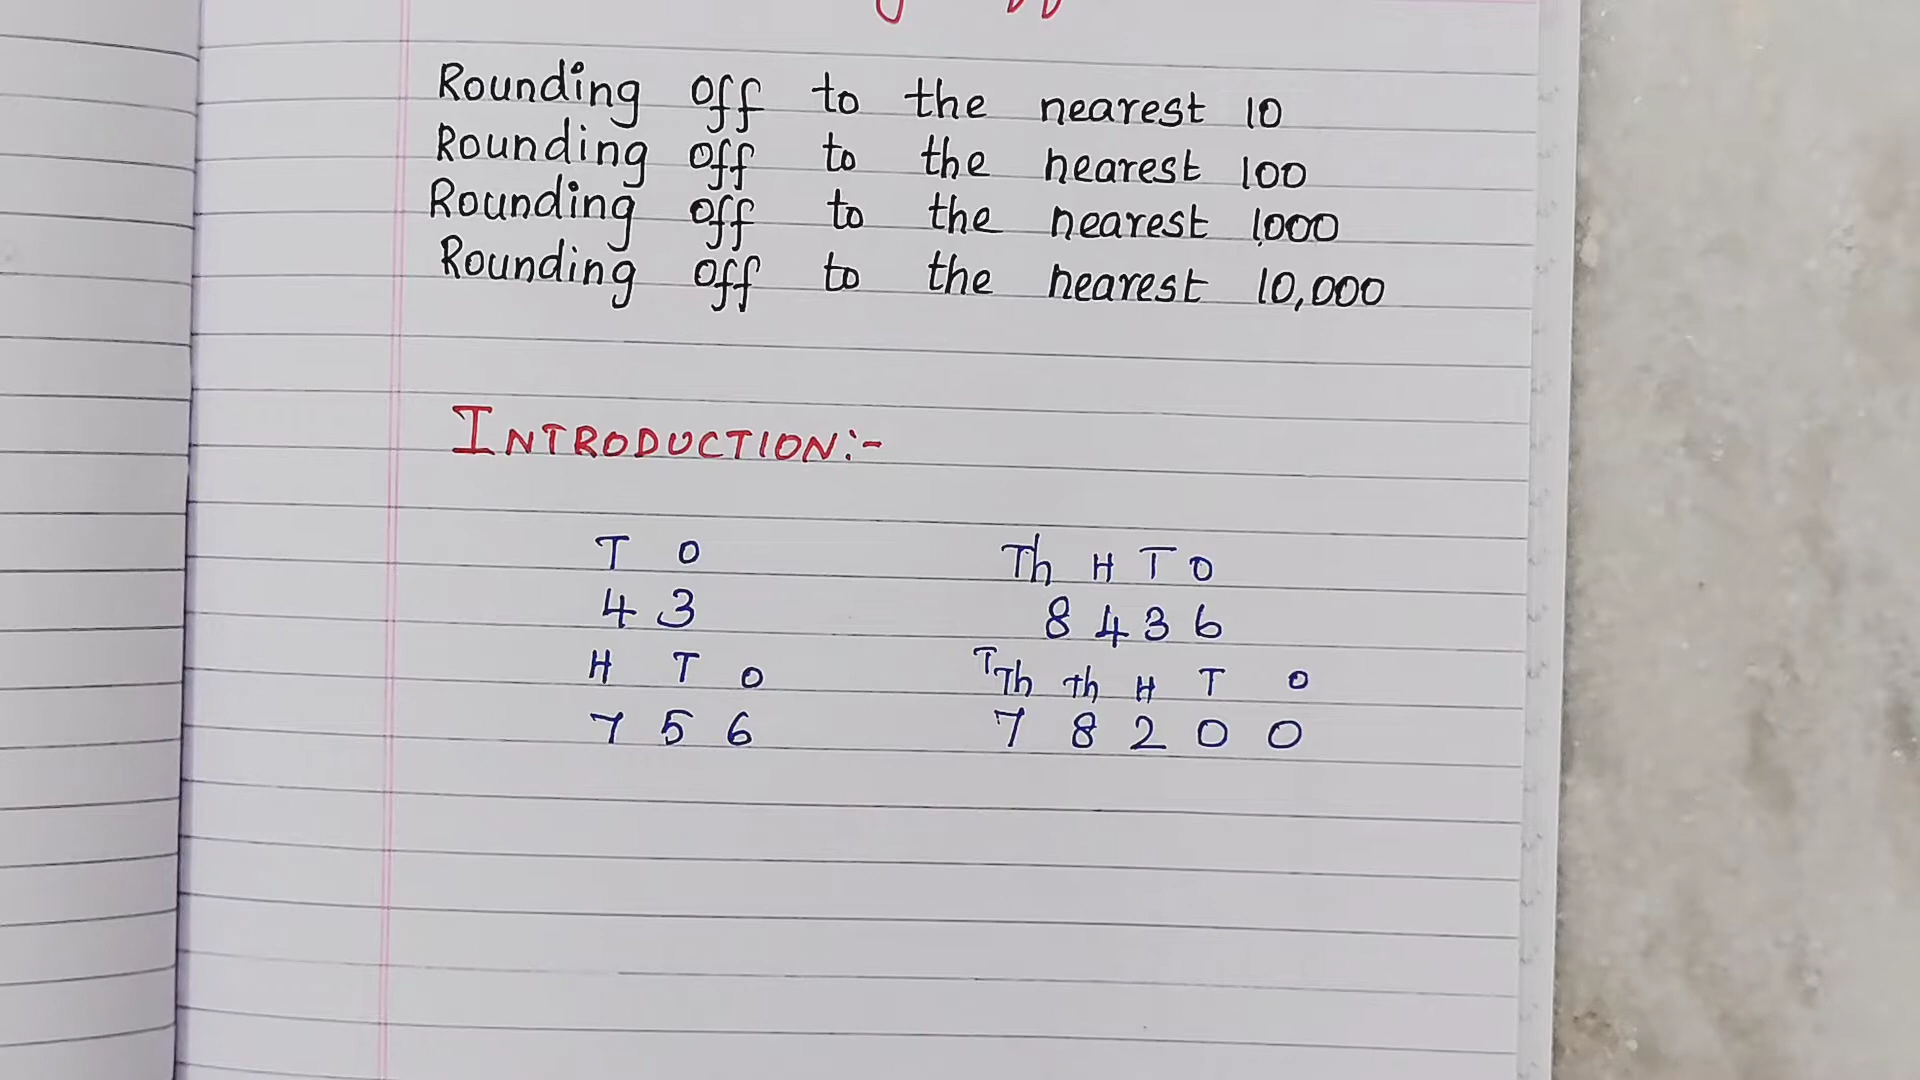 Rounding off to the nearest 10
Rounding off to the nearest 100
Rounding off to the nearest 1,000
Rounding off to the nearest 10,000
INTRODUCTION:-
T O
4 3
H T O
7 5 6
Th H T O
8 4 3 6
TTh th H T O
7 8 2 0 0